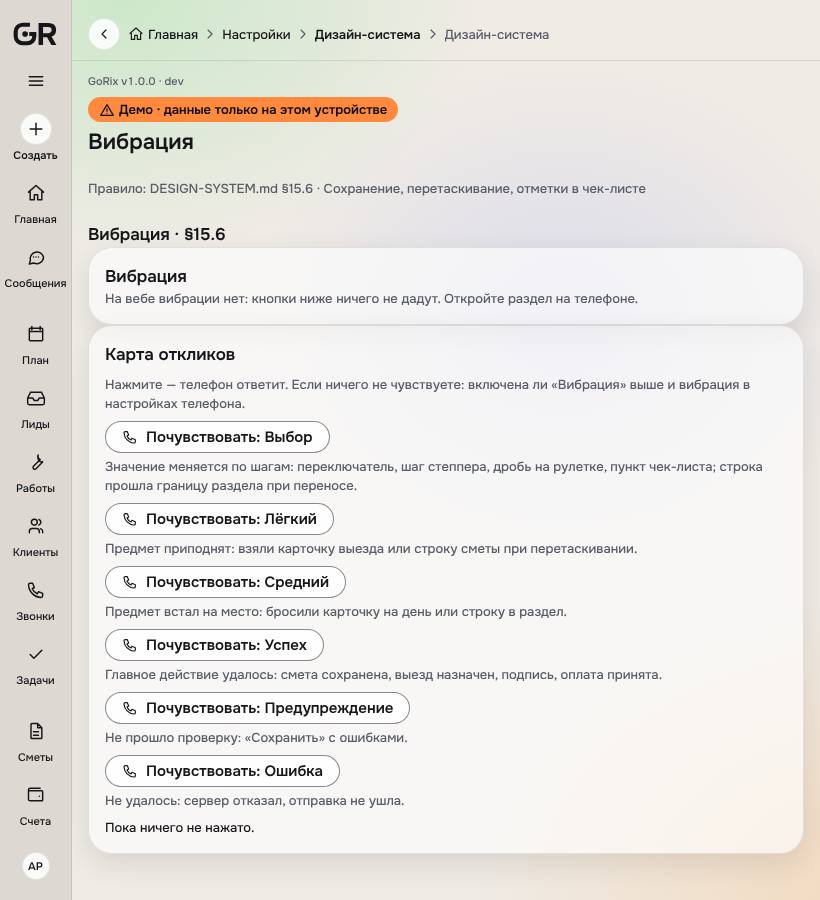 GR
Главная
Настройки
Дизайн-система
Дизайн-система
GoRix v1.0.0 · dev
Демо · данные только на этом устройстве
Вибрация
Правило: DESIGN-SYSTEM.md §15.6 · Сохранение, перетаскивание, отметки в чек-листе
Вибрация · §15.6
Вибрация
На вебе вибрации нет: кнопки ниже ничего не дадут. Откройте раздел на телефоне.
Карта откликов
Нажмите — телефон ответит. Если ничего не чувствуете: включена ли «Вибрация» выше и вибрация в
настройках телефона.
Почувствовать: Выбор
Значение меняется по шагам: переключатель, шаг степпера, дробь на рулетке, пункт чек-листа; строка
прошла границу раздела при переносе.
Почувствовать: Лёгкий
Предмет приподнят: взяли карточку выезда или строку сметы при перетаскивании.
Почувствовать: Средний
Предмет встал на место: бросили карточку на день или строку в раздел.
Почувствовать: Успех
Главное действие удалось: смета сохранена, выезд назначен, подпись, оплата принята.
Почувствовать: Предупреждение
Не прошло проверку: «Сохранить» с ошибками.
Почувствовать: Ошибка
Не удалось: сервер отказал, отправка не ушла.
Пока ничего не нажато.
Создать
Главная
Сообщения
План
Лиды
Работы
Клиенты
Звонки
Задачи
Сметы
Счета
АР